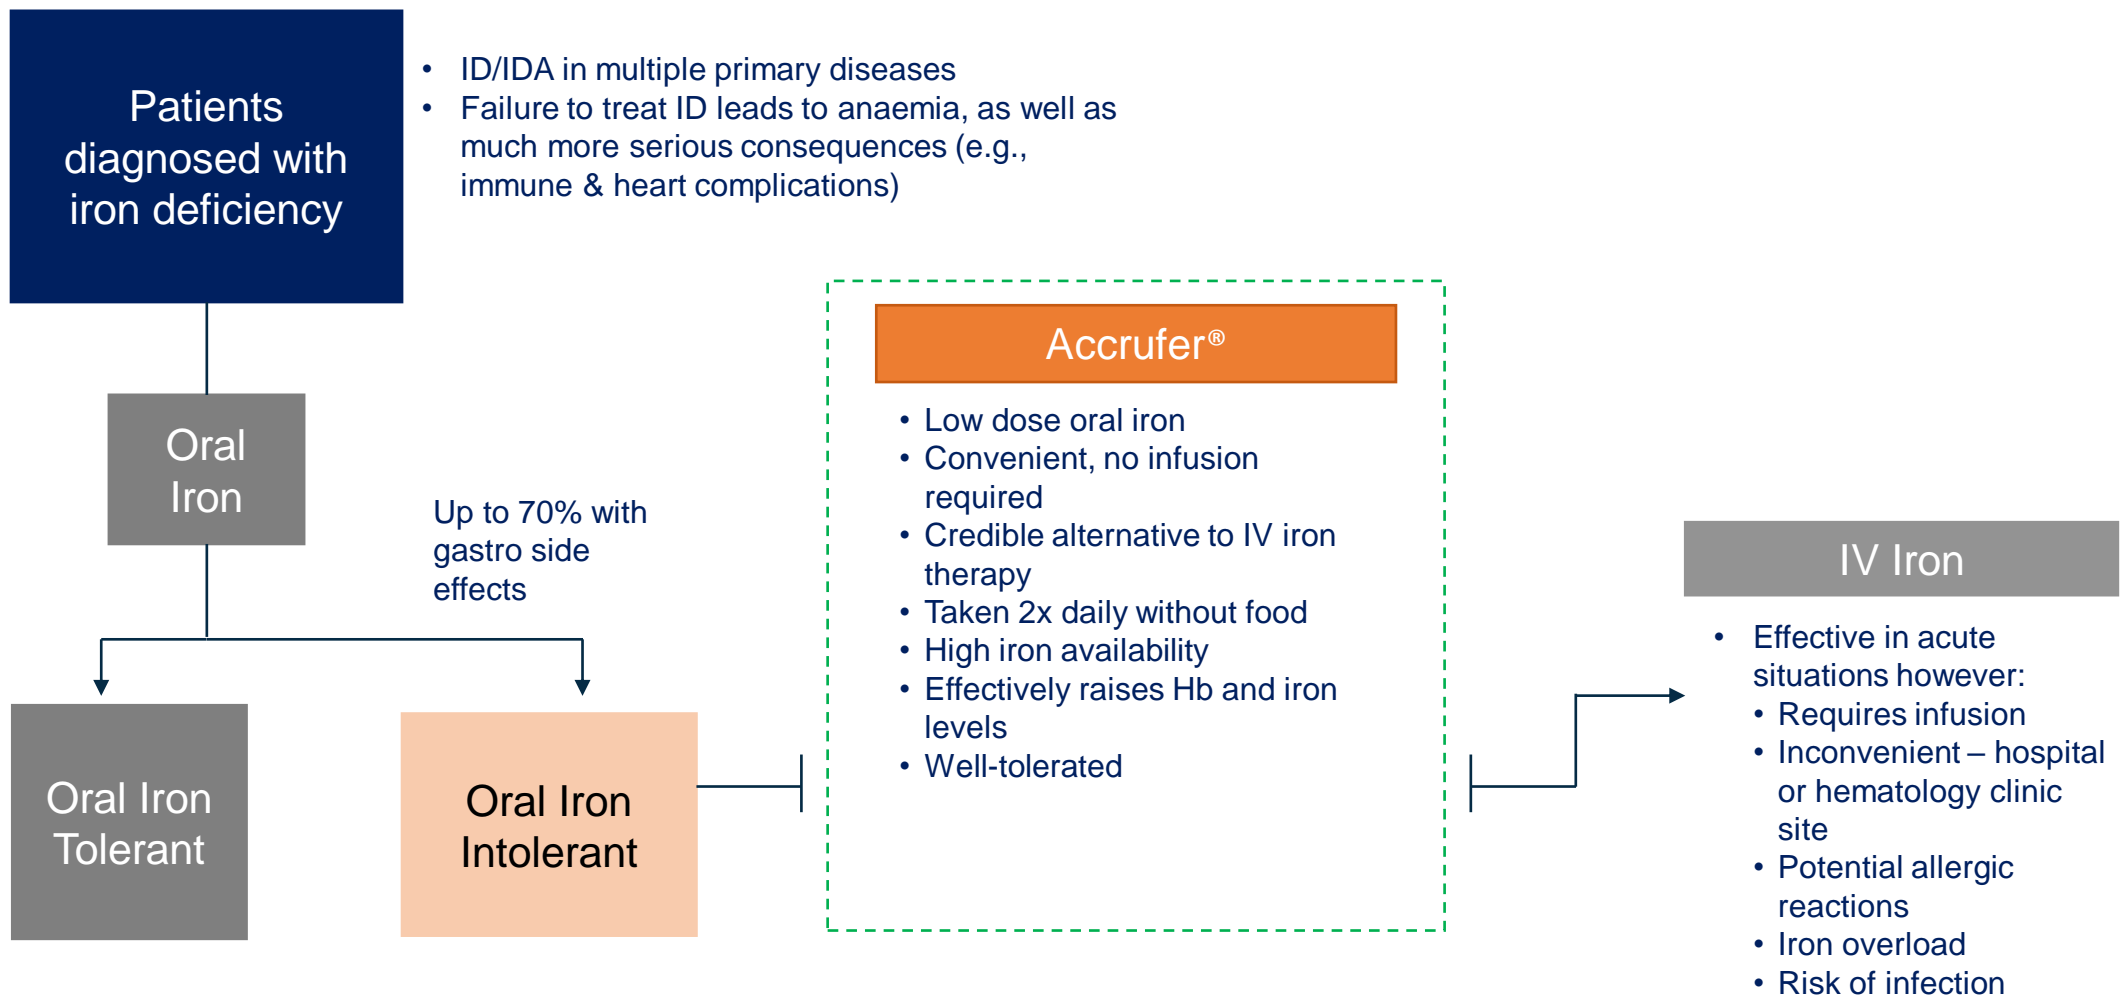 Patients
diagnosed with
iron deficiency
• ID/IDA in multiple primary diseases
• Failure to treat ID leads to anaemia, as well as
much more serious consequences (e.g.,
immune & heart complications)
Oral
Iron
Up to 70% with
gastro side
effects
Oral Iron
Tolerant
Oral Iron
Intolerant
Accrufer®
• Low dose oral iron
• Convenient, no infusion
required
• Credible alternative to IV iron
therapy
• Taken 2x daily without food
• High iron availability
• Effectively raises Hb and iron
levels
• Well-tolerated
IV Iron
• Effective in acute
situations however:
• Requires infusion
• Inconvenient – hospital
or hematology clinic
site
• Potential allergic
reactions
• Iron overload
• Risk of infection